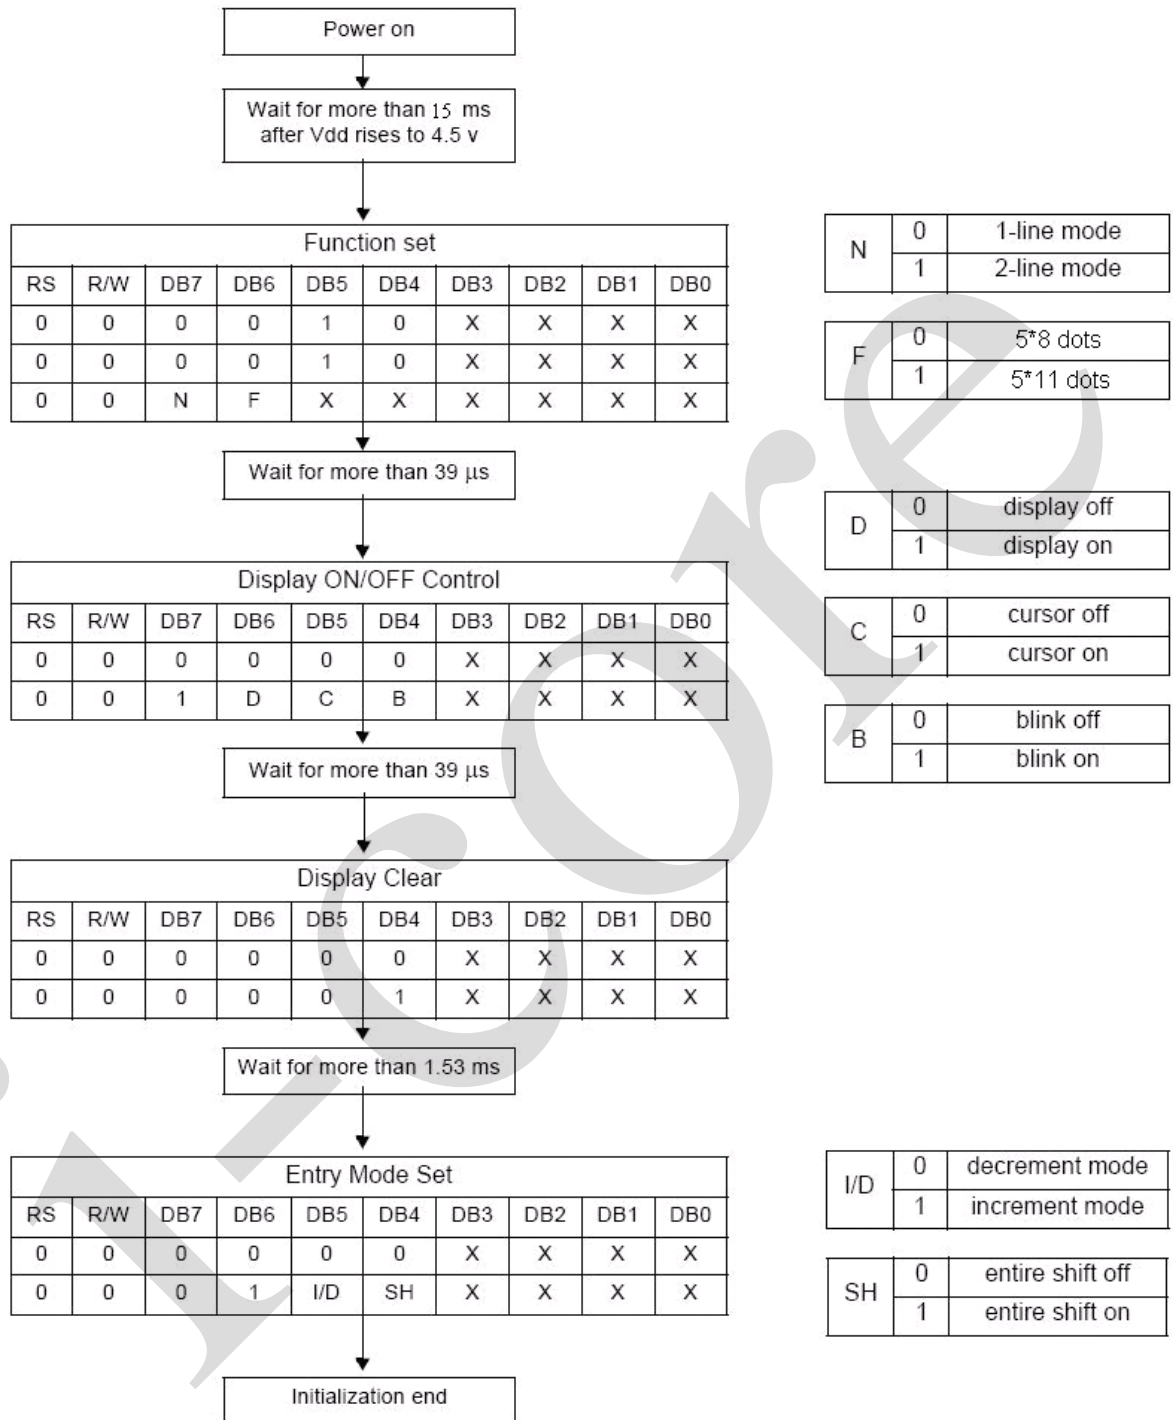 Power on
Wait for more than 15 ms
after Vdd rises to 4.5 v
Function set
RS R/W DB7 DB6 DB5 DB4 DB3 DB2 DB1 DB0
0 0 0 0 1 0 X X X X
0 0 0 0 1 0 X X X X
0 0 N F X X X X X X
N 0 1-line mode
1 2-line mode
F 0 5*8 dots
1 5*11 dots
Wait for more than 39 μs
Display ON/OFF Control
RS R/W DB7 DB6 DB5 DB4 DB3 DB2 DB1 DB0
0 0 0 0 0 0 X X X X
0 0 1 D C B X X X X
D 0 display off
1 display on
C 0 cursor off
1 cursor on
B 0 blink off
1 blink on
Wait for more than 39 μs
Display Clear
RS R/W DB7 DB6 DB5 DB4 DB3 DB2 DB1 DB0
0 0 0 0 0 0 X X X X
0 0 0 0 0 1 X X X X
Wait for more than 1.53 ms
Entry Mode Set
RS R/W DB7 DB6 DB5 DB4 DB3 DB2 DB1 DB0
0 0 0 0 0 0 X X X X
0 0 0 1 I/D SH X X X X
I/D 0 decrement mode
1 increment mode
SH 0 entire shift off
1 entire shift on
Initialization end
i-core